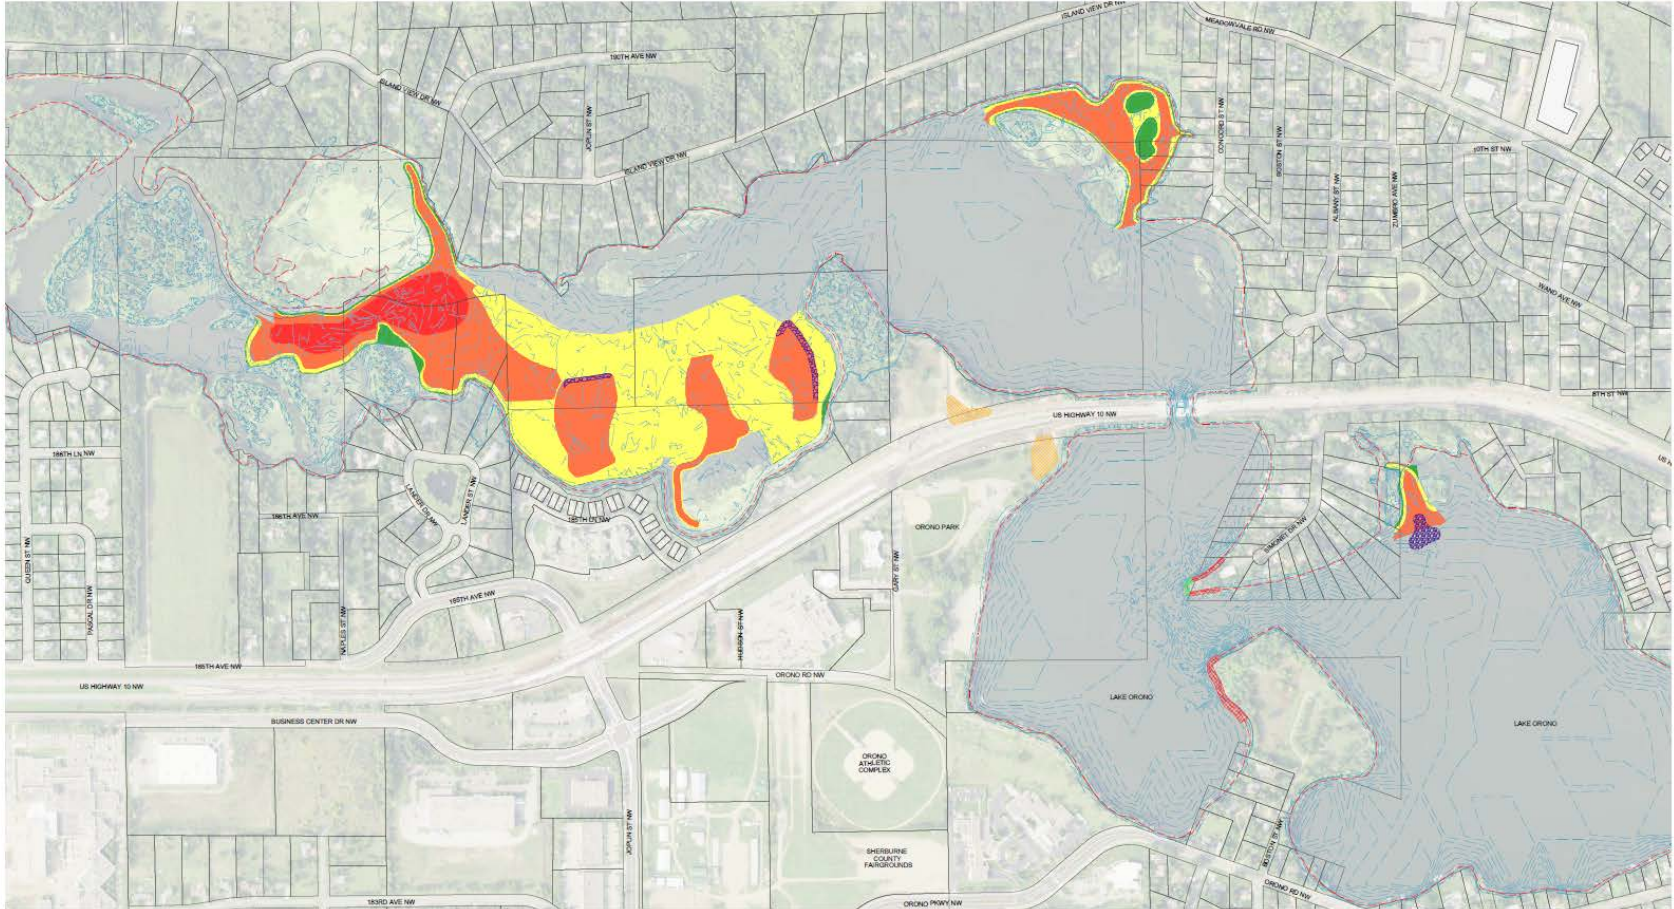 ISLAND VIEW DR NW
MEADOWVALE RD NW
190TH AVE NW
ISLAND VIEW DR NW
JOPLIN ST NW
CONCORD ST NW
BOSTON ST NW
10TH ST NW
ISLAND VIEW DR NW
ALBANY ST NW
ZUMBRO AVE NW
WACO AVE NW
8TH ST NW
US HIGHWAY 10 NW
186TH LN NW
US H
LANDER DR NW
LANDER ST NW
186TH AVE NW
185TH LN NW
ORONO PARK
SIMONET DR NW
QUEEN ST NW
PASCAL DR NW
GARY ST NW
185TH AVE NW
NAPLES ST NW
HUDSON ST NW
185TH AVE NW
ORONO RD NW
US HIGHWAY 10 NW
LAKE ORONO
LAKE ORONO
BUSINESS CENTER DR NW
ORONO
ATHLETIC
COMPLEX
JOPLIN ST NW
BOSTON ST NW
SHERBURNE
COUNTY
FAIRGROUNDS
ORONO RD NW
183RD AVE NW
ORONO PKWY NW